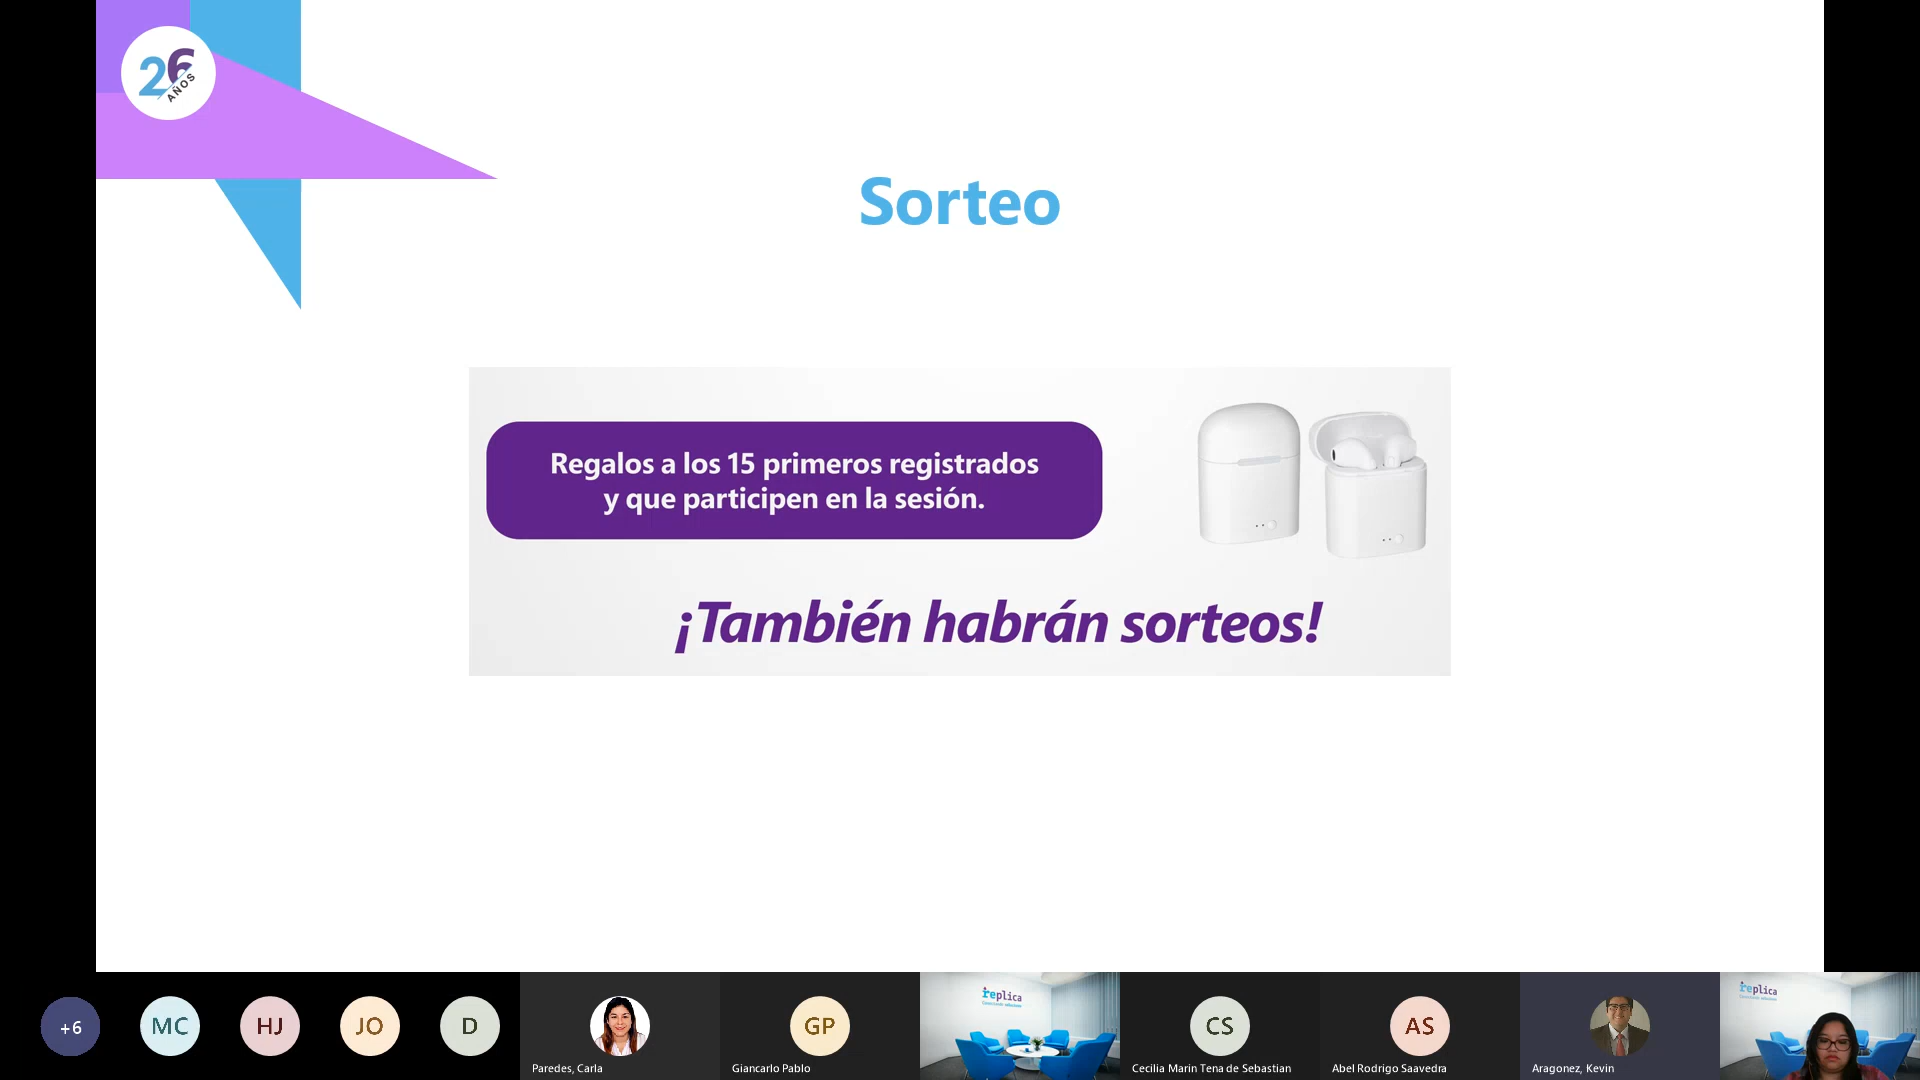 26
AÑOS
Sorteo
Regalos a los 15 primeros registrados
y que participen en la sesión.
¡También habrán sorteos!
+6
MC
HJ
JO
D
Paredes, Carla
GP
Giancarlo Pablo
replica
CS
Cecilia Marin Tena de Sebastian
AS
Abel Rodrigo Saavedra
Aragonez, Kevin
replica